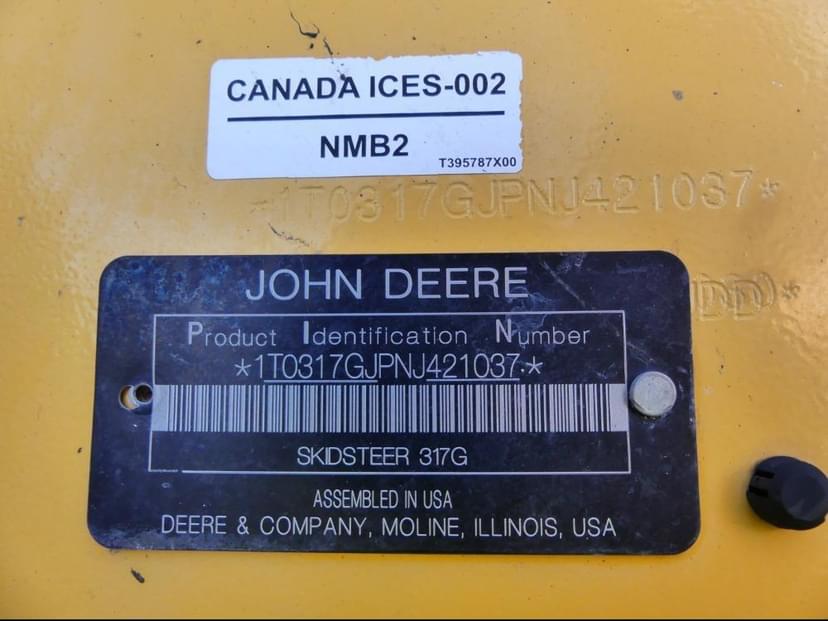 CANADA ICES-002
NMB2
T395787X00
*1T0317GJPNJ421037*
JOHN DEERE
DD)*
Product Identification Number
*1T0317GJPNJ421037*
SKIDSTEER 317G
ASSEMBLED IN USA
DEERE & COMPANY, MOLINE, ILLINOIS, USA